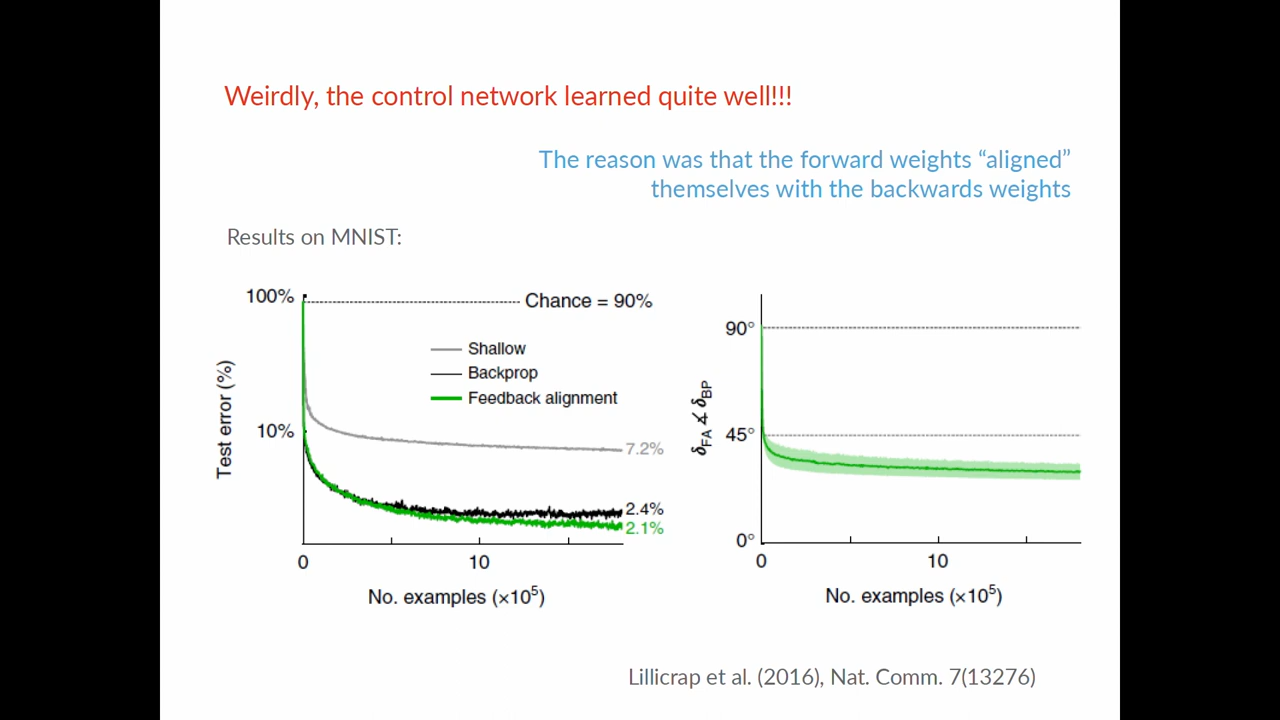 Weirdly, the control network learned quite well!!!
The reason was that the forward weights “aligned”
themselves with the backwards weights
Results on MNIST:
100%
Chance = 90%
Shallow
Backprop
Feedback alignment
10%
7.2%
2.4%
2.1%
Test error (%)
0
10
No. examples (×10⁵)
90°
45°
0°
δFA ∡ δBP
0
10
No. examples (×10⁵)
Lillicrap et al. (2016), Nat. Comm. 7(13276)